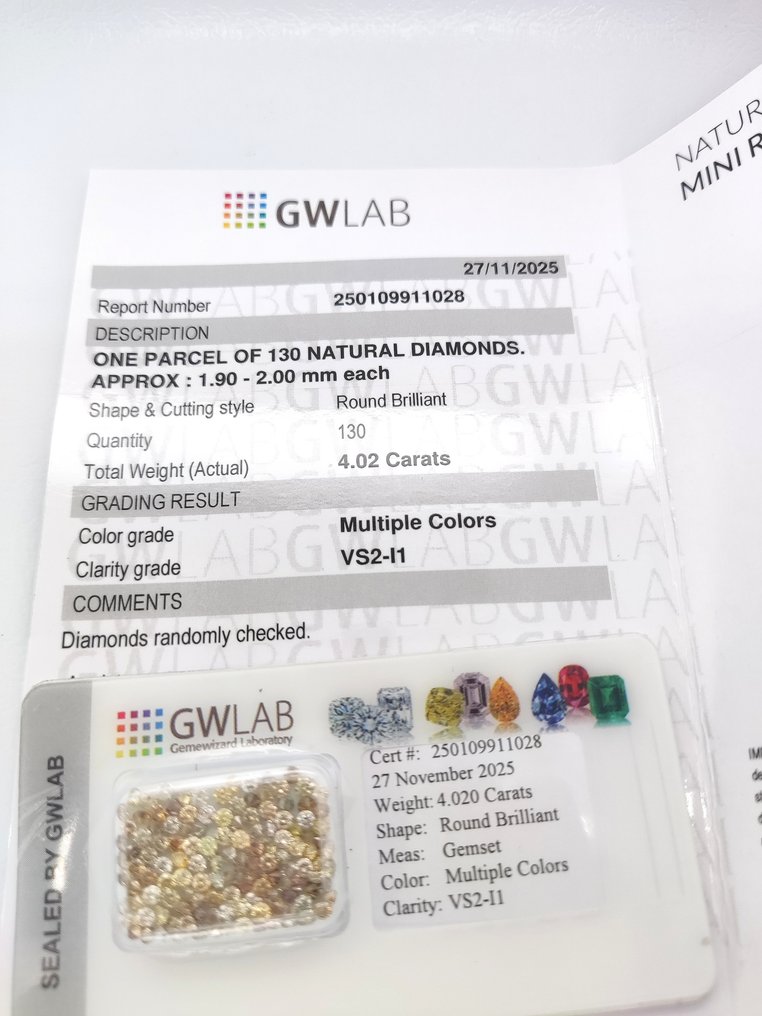 NATUR
MINI R
GWLAB
27/11/2025
Report Number 250109911028
DESCRIPTION
ONE PARCEL OF 130 NATURAL DIAMONDS.
APPROX : 1.90 - 2.00 mm each
Shape & Cutting style Round Brilliant
Quantity 130
Total Weight (Actual) 4.02 Carats
GRADING RESULT
Color grade Multiple Colors
Clarity grade VS2-I1
COMMENTS
Diamonds randomly checked.
SEALED BY GWLAB
GWLAB
Gemewizard Laboratory
Cert #: 250109911028
27 November 2025
Weight: 4.020 Carats
Shape: Round Brilliant
Meas: Gemset
Color: Multiple Colors
Clarity: VS2-I1